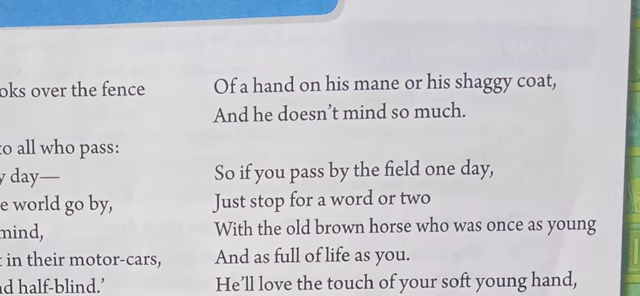 over the fence
to all who pass:
day—
world go by,
mind,
in their motor-cars,
half-blind.’
Of a hand on his mane or his shaggy coat,
And he doesn’t mind so much.
So if you pass by the field one day,
Just stop for a word or two
With the old brown horse who was once as young
And as full of life as you.
He’ll love the touch of your soft young hand,